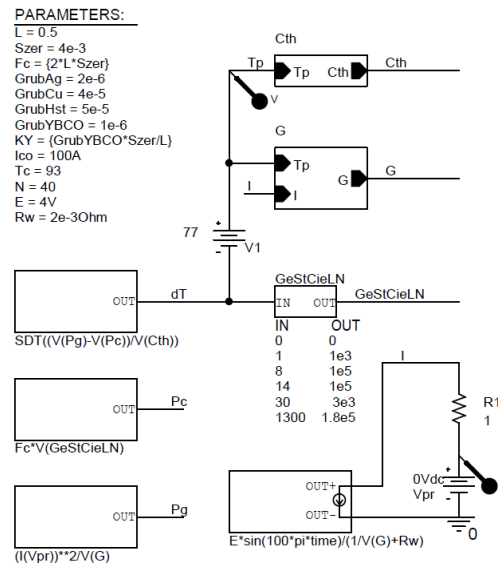 PARAMETERS:
L = 0.5
Szer = 4e-3
Fc = {2*L*Szer}
GrubAg = 2e-6
GrubCu = 4e-5
GrubHst = 5e-5
GrubYBCO = 1e-6
KY = {GrubYBCO*Szer/L}
Ico = 100A
Tc = 93
N = 40
E = 4V
Rw = 2e-3Ohm
Cth
Tp
Tp
Cth
Cth
V
G
Tp
I
I
G
G
77
V1
OUT
dT
SDT((V(Pg)-V(Pc))/V(Cth))
GeStCieLN
IN OUT
GeStCieLN
IN OUT
0 0
1 1e3
8 1e5
14 1e5
30 3e3
1300 1.8e5
OUT
Pc
Fc*V(GeStCieLN)
I
R1
1
0Vdc
Vpr
0
OUT+
OUT-
E*sin(100*pi*time)/(1/V(G)+Rw)
OUT
Pg
(I(Vpr))**2/V(G)